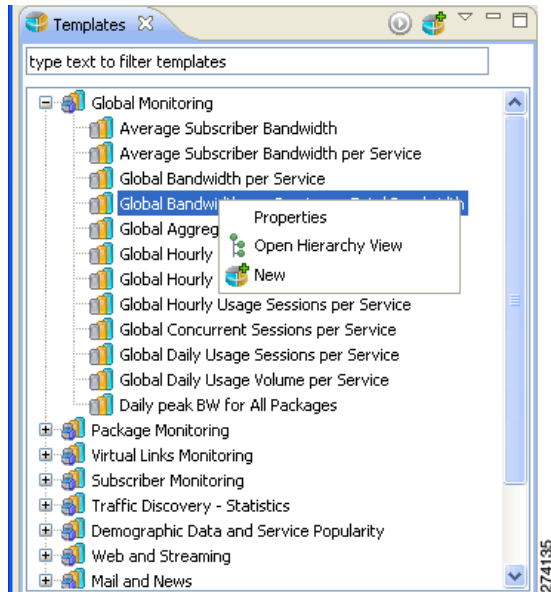 Templates
type text to filter templates
Global Monitoring
Average Subscriber Bandwidth
Average Subscriber Bandwidth per Service
Global Bandwidth per Service
Global
Properties
Global
Open Hierarchy View
Global Hourly
New
Global Hourly
Global Hourly Usage Sessions per Service
Global Concurrent Sessions per Service
Global Daily Usage Sessions per Service
Global Daily Usage Volume per Service
Daily peak BW for All Packages
Package Monitoring
Virtual Links Monitoring
Subscriber Monitoring
Traffic Discovery - Statistics
Demographic Data and Service Popularity
Web and Streaming
Mail and News
274135